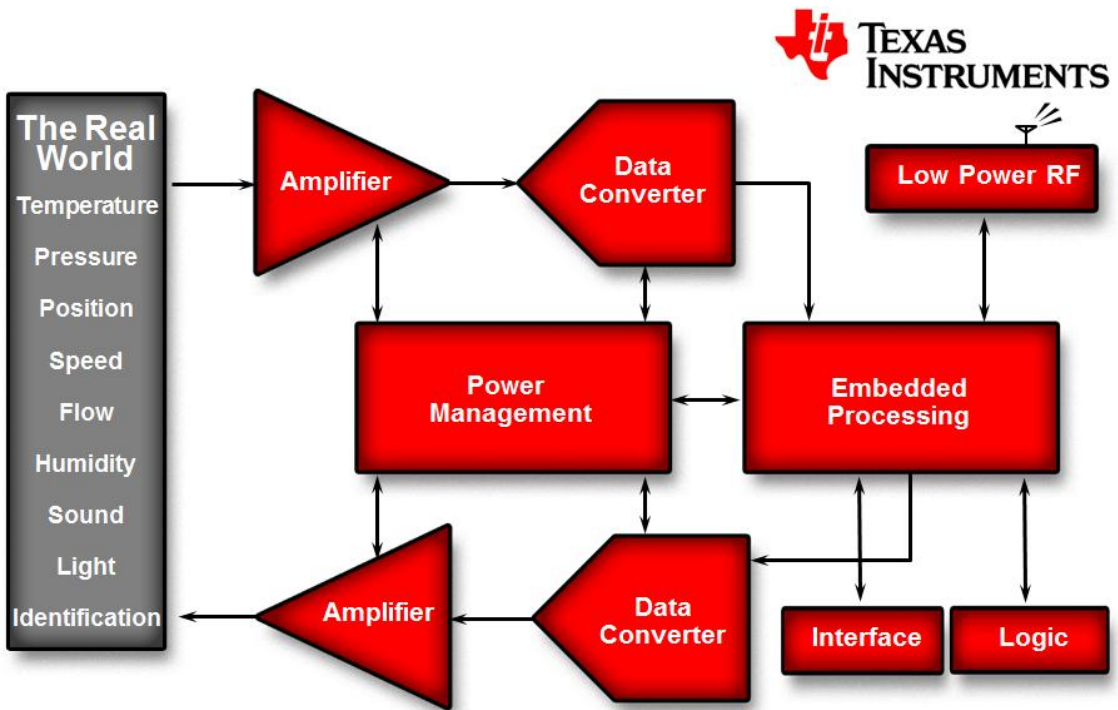 TEXAS
INSTRUMENTS
The Real
World
Temperature
Pressure
Position
Speed
Flow
Humidity
Sound
Light
Identification
Amplifier
Data
Converter
Low Power RF
Power
Management
Embedded
Processing
Amplifier
Data
Converter
Interface
Logic